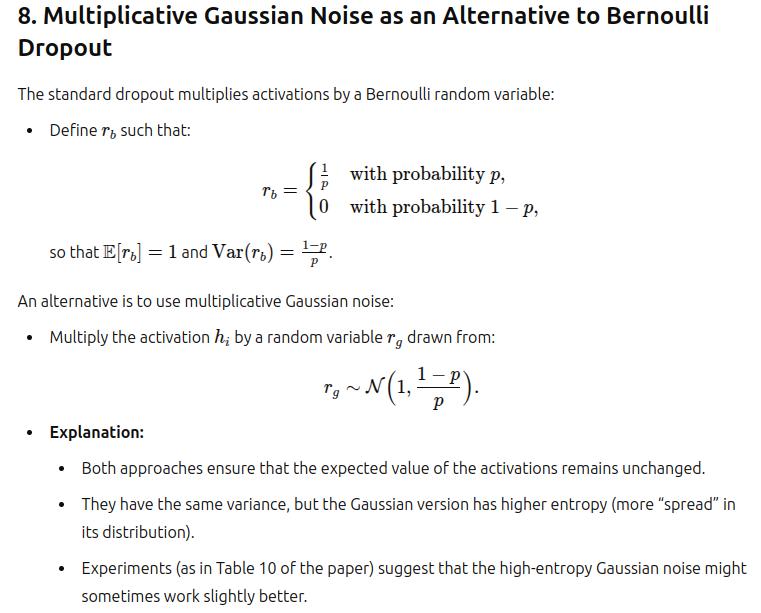 8. Multiplicative Gaussian Noise as an Alternative to Bernoulli
Dropout
The standard dropout multiplies activations by a Bernoulli random variable:
• Define r_b such that:
r_b = { 1/p with probability p,
0 with probability 1 − p,
so that 𝔼[r_b] = 1 and Var(r_b) = (1−p)/p.
An alternative is to use multiplicative Gaussian noise:
• Multiply the activation h_i by a random variable r_g drawn from:
r_g ∼ 𝒩(1, (1 − p)/p).
• Explanation:
• Both approaches ensure that the expected value of the activations remains unchanged.
• They have the same variance, but the Gaussian version has higher entropy (more “spread” in
its distribution).
• Experiments (as in Table 10 of the paper) suggest that the high-entropy Gaussian noise might
sometimes work slightly better.